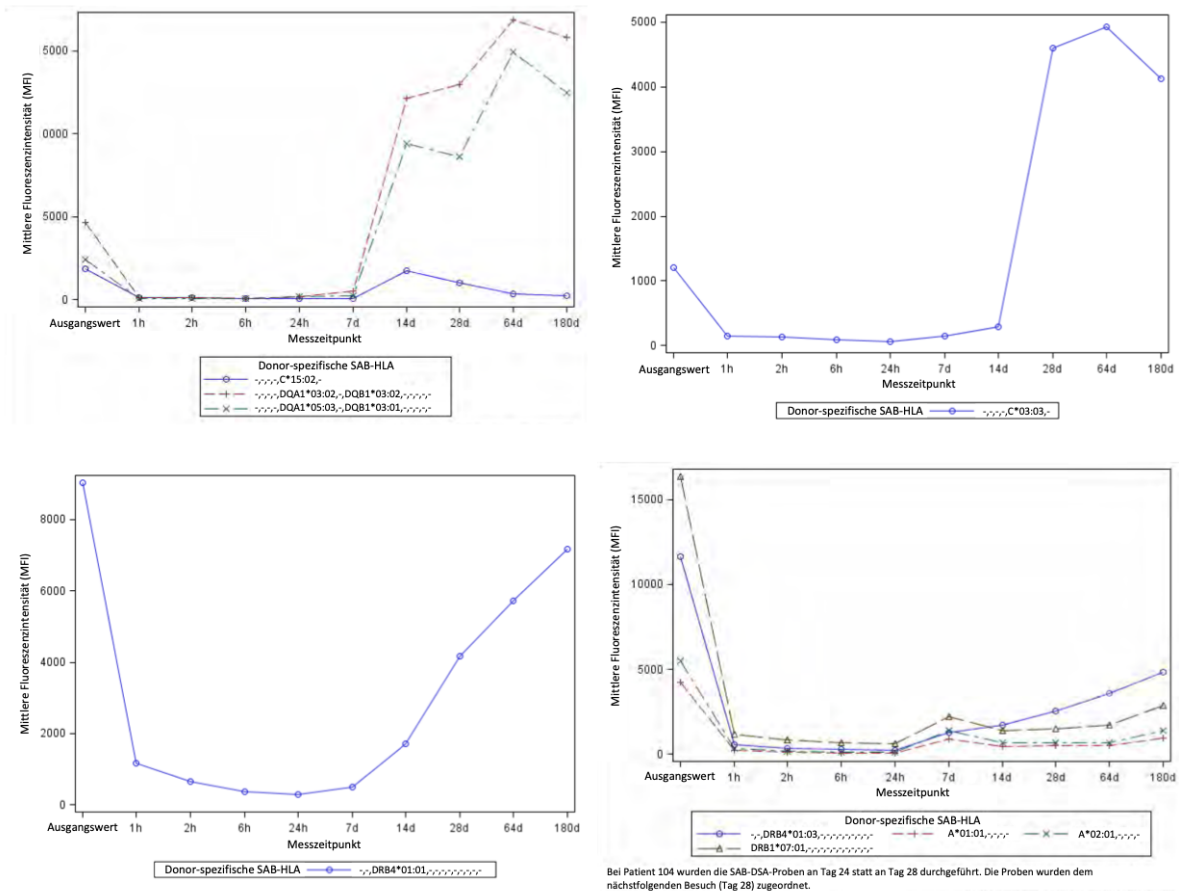 Mittlere Fluoreszenzintensität (MFI)
5000
0000
5000
0
Ausgangswert 1h 2h 6h 24h 7d 14d 28d 64d 180d
Messzeitpunkt
Donor-spezifische SAB-HLA
-,-,-,-,C*15:02,-
-,-,-,-,DQA1*03:02,-,DQB1*03:02,-,-,-,-,-
-,-,-,-,DQA1*05:03,-,DQB1*03:01,-,-,-,-,-
Mittlere Fluoreszenzintensität (MFI)
5000
4000
3000
2000
1000
0
Ausgangswert 1h 2h 6h 24h 7d 14d 28d 64d 180d
Messzeitpunkt
Donor-spezifische SAB-HLA -,-,-,-,C*03:03,-
Mittlere Fluoreszenzintensität (MFI)
8000
6000
4000
2000
0
Ausgangswert 1h 2h 6h 24h 7d 14d 28d 64d 180d
Messzeitpunkt
Donor-spezifische SAB-HLA -,-,DRB4*01:01,-,-,-,-,-,-,-,-,-
Mittlere Fluoreszenzintensität (MFI)
15000
10000
5000
0
Ausgangswert 1h 2h 6h 24h 7d 14d 28d 64d 180d
Messzeitpunkt
Donor-spezifische SAB-HLA
-,-,DRB4*01:03,-,-,-,-,-,-,-,-,- A*01:01,-,-,-,-,- A*02:01,-,-,-,-,-
DRB1*07:01,-,-,-,-,-,-,-,-,-,-,-
Bei Patient 104 wurden die SAB-DSA-Proben an Tag 24 statt an Tag 28 durchgeführt. Die Proben wurden dem
nächstfolgenden Besuch (Tag 28) zugeordnet.